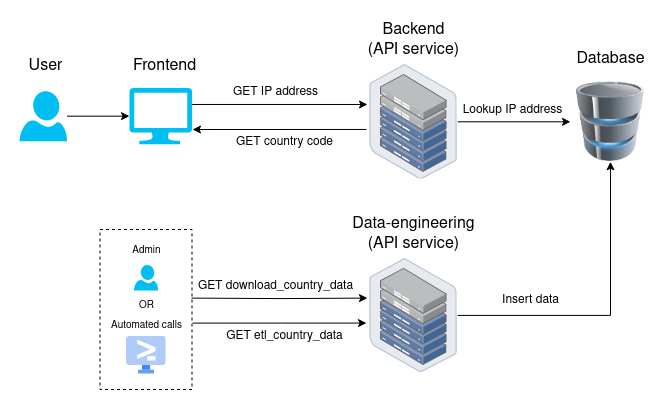 Backend
(API service)
User
Frontend
Database
GET IP address
Lookup IP address
GET country code
Data-engineering
(API service)
Admin
GET download_country_data
OR
Insert data
Automated calls
GET etl_country_data